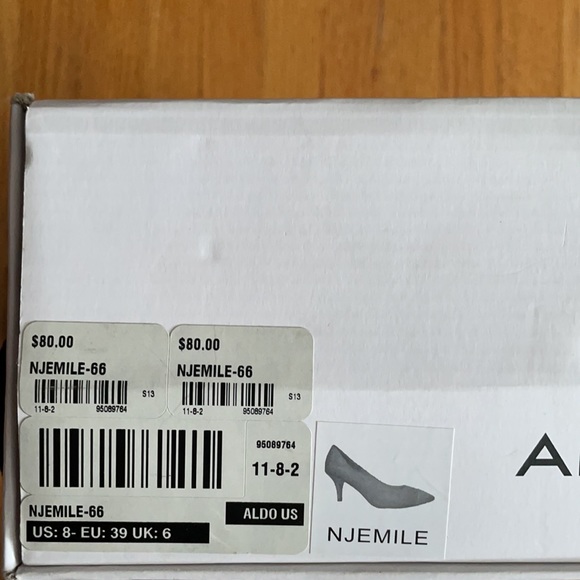 $80.00
NJEMILE-66
S13
11-8-2 95089764
$80.00
NJEMILE-66
S13
11-8-2 95089764
95089764
11-8-2
NJEMILE-66
ALDO US
US: 8- EU: 39 UK: 6
NJEMILE
A